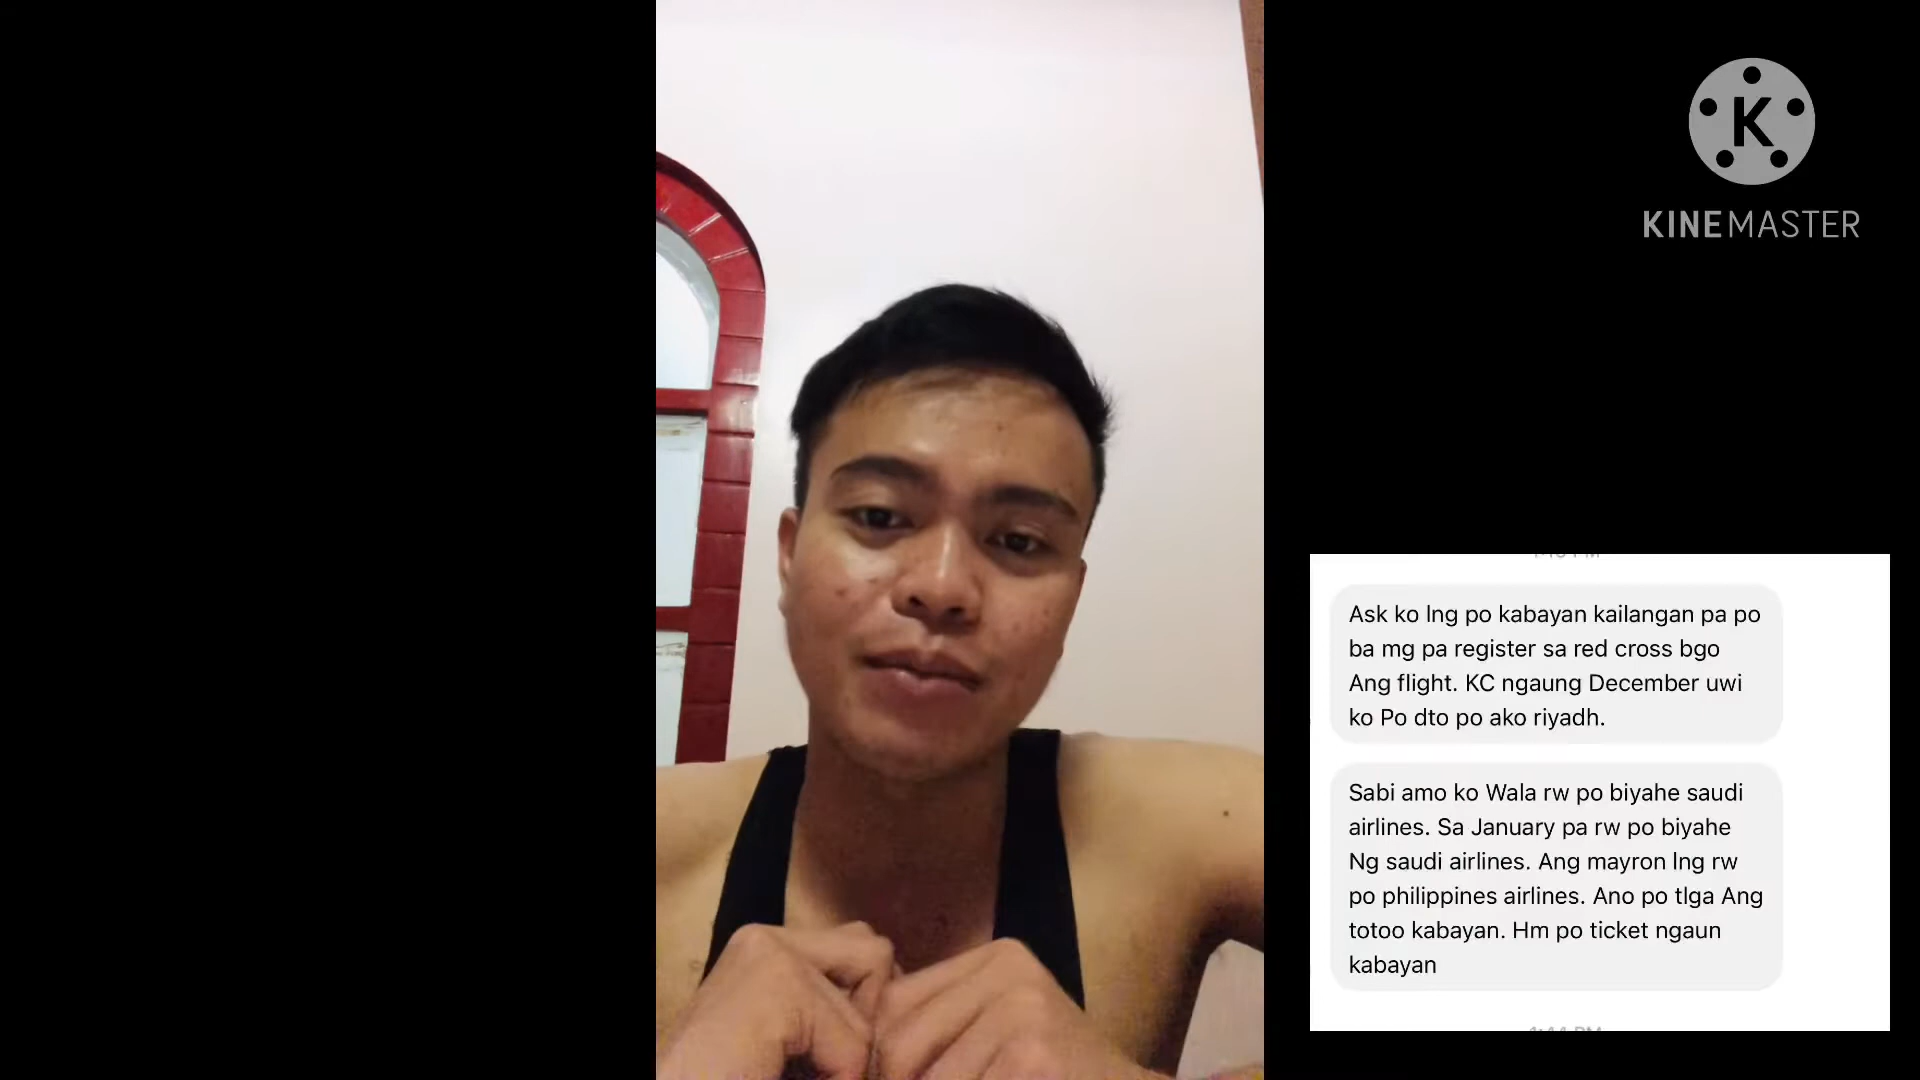 KINEMASTER
Ask ko lng po kabayan kailangan pa po
ba mg pa register sa red cross bgo
Ang flight. KC ngaung December uwi
ko Po dto po ako riyadh.
Sabi amo ko Wala rw po biyahe saudi
airlines. Sa January pa rw po biyahe
Ng saudi airlines. Ang mayron lng rw
po philippines airlines. Ano po tlga Ang
totoo kabayan. Hm po ticket ngaun
kabayan